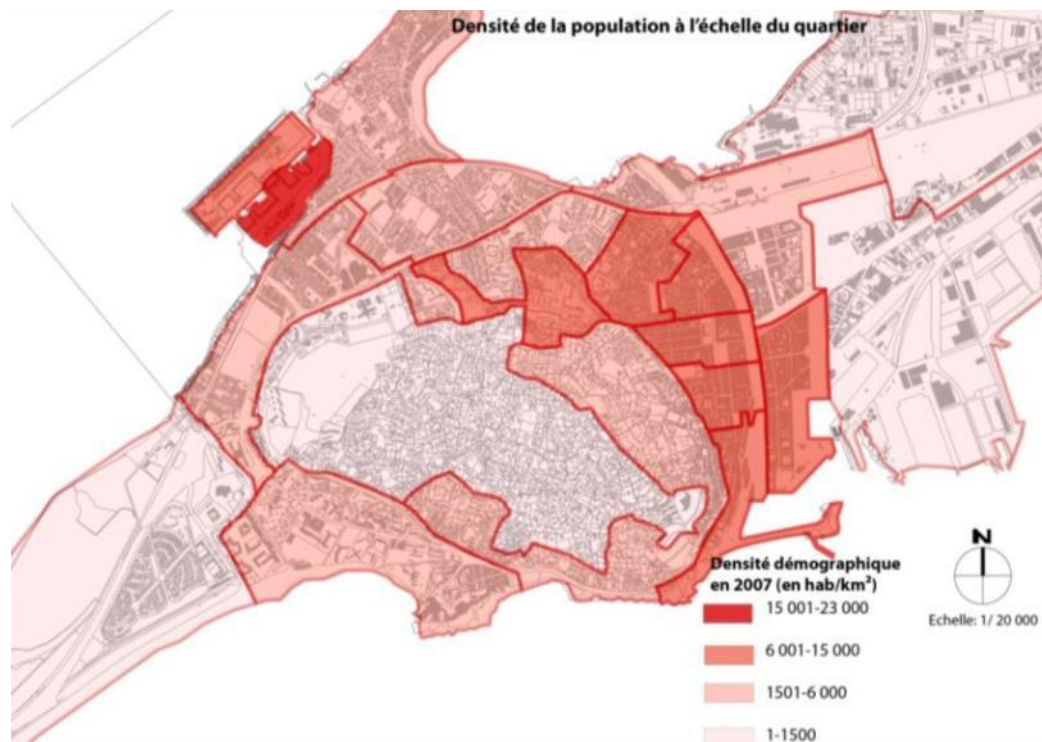 Densité de la population à l'échelle du quartier
N
Echelle: 1/ 20 000
Densité démographique
en 2007 (en hab/km²)
15 001-23 000
6 001-15 000
1501-6 000
1-1500